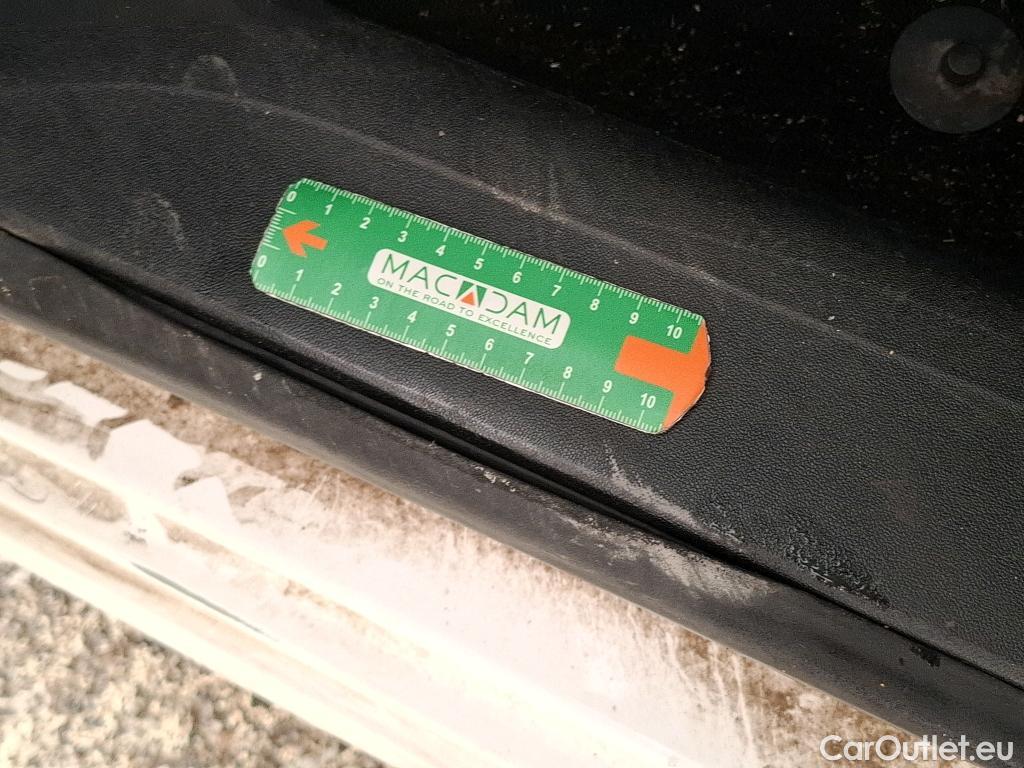 0 1 2 3 4 5 6 7 8 9 10
MACADAM
ON THE ROAD TO EXCELLENCE
0 1 2 3 4 5 6 7 8 9 10
CarOutlet.eu